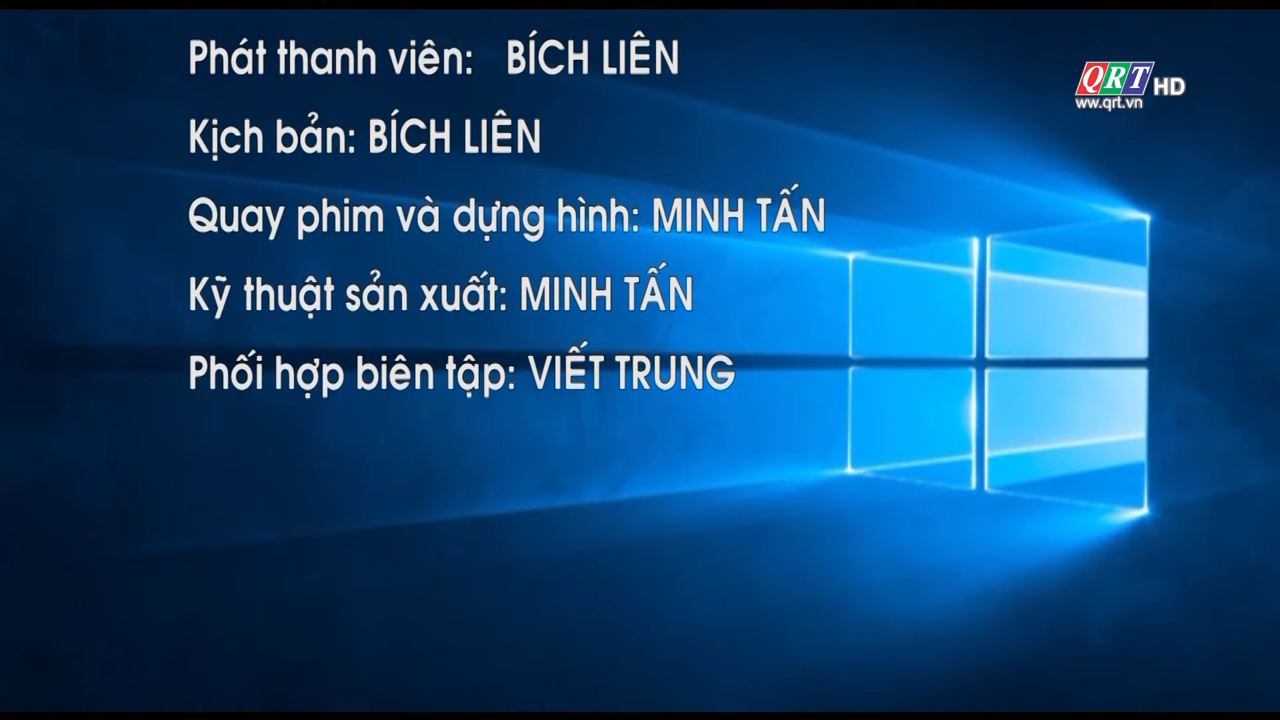 Phát thanh viên: BÍCH LIÊN
QRT HD
ww.qrt.vn
Kịch bản: BÍCH LIÊN
Quay phim và dựng hình: MINH TẤN
Kỹ thuật sản xuất: MINH TẤN
Phối hợp biên tập: VIẾT TRUNG